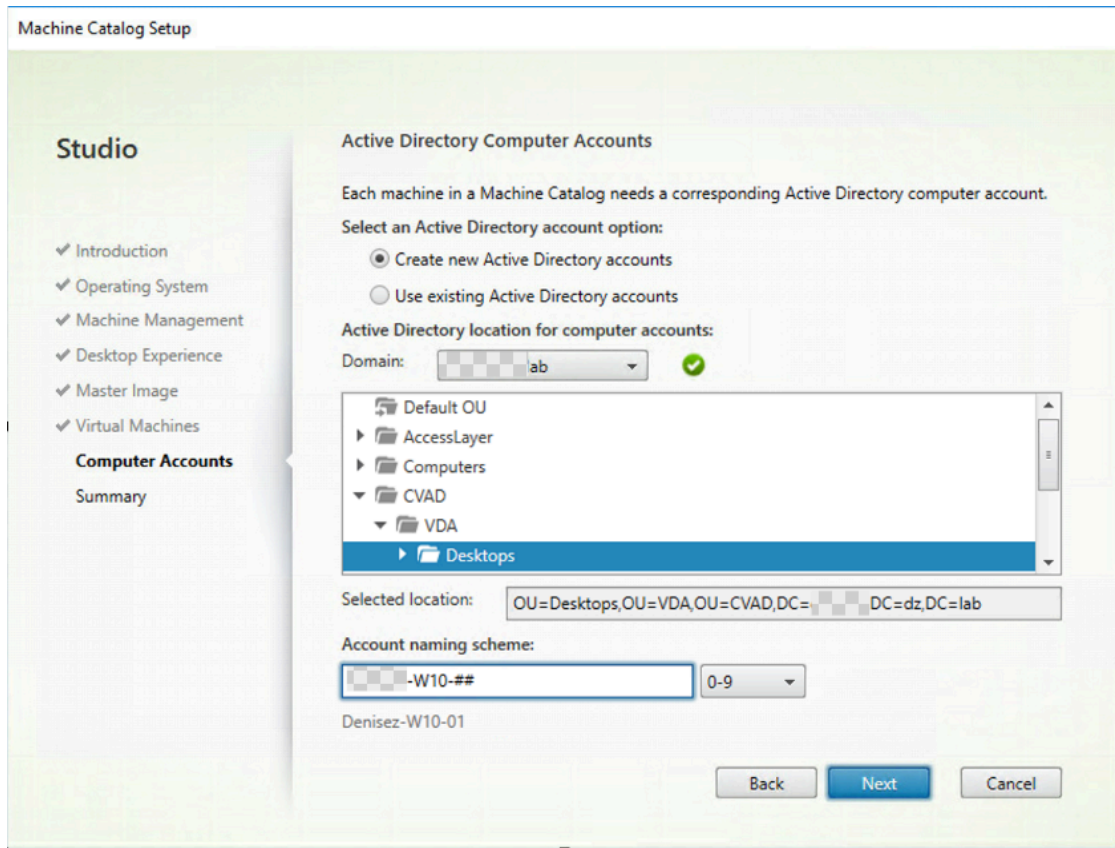 Machine Catalog Setup
Studio
Introduction
Operating System
Machine Management
Desktop Experience
Master Image
Virtual Machines
Computer Accounts
Summary
Active Directory Computer Accounts
Each machine in a Machine Catalog needs a corresponding Active Directory computer account.
Select an Active Directory account option:
Create new Active Directory accounts
Use existing Active Directory accounts
Active Directory location for computer accounts:
Domain: ab
Default OU
AccessLayer
Computers
CVAD
VDA
Desktops
Selected location: OU=Desktops,OU=VDA,OU=CVAD,DC= DC=dz,DC=lab
Account naming scheme:
-W10-## 0-9
Denisez-W10-01
Back Next Cancel